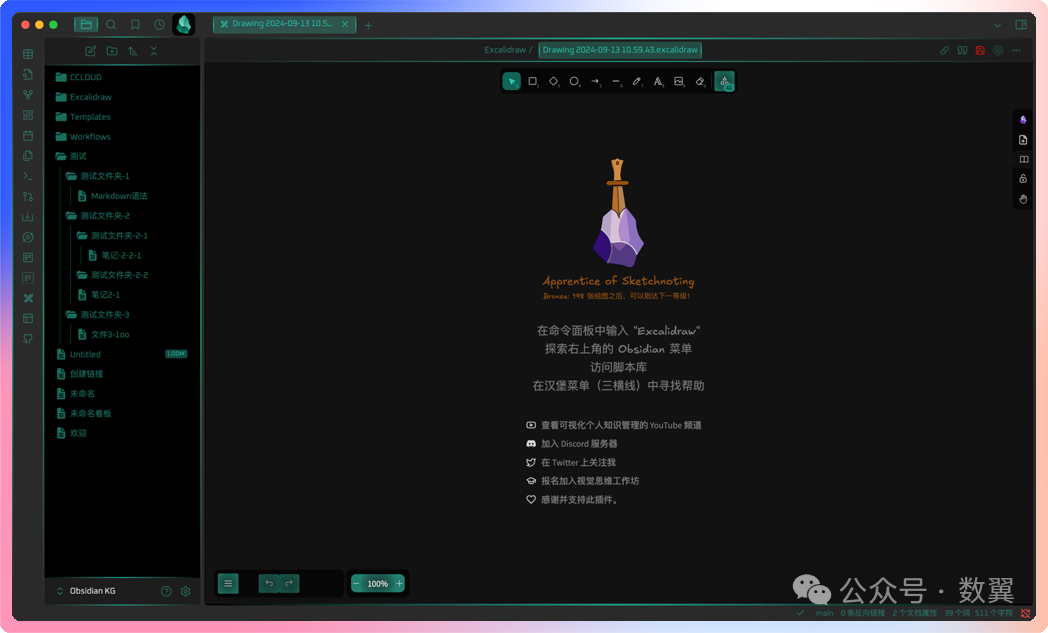 Drawing 2024-09-13 10.5...
Excalidraw / Drawing 2024-09-13 10.59.43.excalidraw
CCLOUD
Excalidraw
Templates
Workflows
测试
测试文件夹-1
Markdown语法
测试文件夹-2
测试文件夹-2-1
笔记-2-2-1
测试文件夹-2-2
笔记2-1
测试文件夹-3
文件3-1oo
Untitled LOOM
创建链接
未命名
未命名看板
欢迎
Obsidian KG
Apprentice of Sketchnoting
Bronze: 198 张绘图之后，可以到达下一等级!
在命令面板中输入 “Excalidraw”
探索右上角的 Obsidian 菜单
访问脚本库
在汉堡菜单（三横线）中寻找帮助
查看可视化个人知识管理的 YouTube 频道
加入 Discord 服务器
在 Twitter 上关注我
报名加入视觉思维工作坊
感谢并支持此插件。
100%
公众号 · 数翼
main 0 条反向链接 2 个文档属性 39 个词 511 个字符